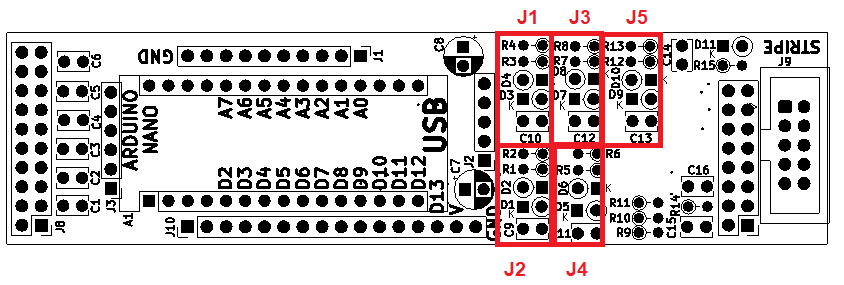 J1 J3 J5
C8
GND
J1
R4
R3
D4
D3
K
C10
R8
R7
D8
D7
K
C12
R13
R12
D10
D9
K
C13
C14
D11
K
R15
STRIPE
J9
C6
C5
C4
C3
C2
C1
J8
J3
ARDUINO
NANO
A7 A6 A5 A4 A3 A2 A1 A0
USB
D2 D3 D4 D5 D6 D7 D8 D9 D10 D11 D12 D13
A1
J10
V
GND
C7
J2
R2
R1
D2
D1
K
C9
R6
R5
D6
D5
K
C11
C16
R11
R10
R9
R14
C15
J2 J4